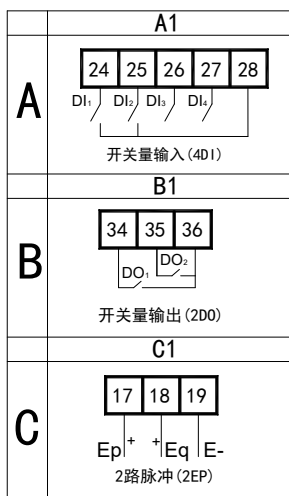 A1
A
24 25 26 27 28
DI₁ DI₂ DI₃ DI₄
开关量输入(4DI)
B1
B
34 35 36
DO₂
DO₁
开关量输出(2DO)
C1
C
17 18 19
Ep+ +Eq E-
2路脉冲(2EP)